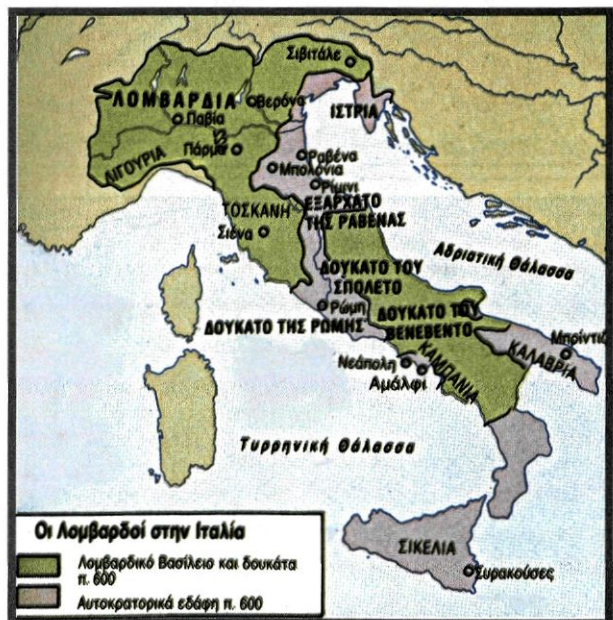 Σιβιτάλε
ΛΟΜΒΑΡΔΙΑ
Βερόνα
ΙΣΤΡΙΑ
Παβία
Πάρμα
Ραβένα
ΛΙΓΟΥΡΙΑ
Μπολόνια
Ρίμινι
ΤΟΣΚΑΝΗ
ΕΞΑΡΧΑΤΟ
ΤΗΣ ΡΑΒΕΝΑΣ
Σιένα
Αδριατική Θάλασσα
ΔΟΥΚΑΤΟ ΤΟΥ
ΣΠΟΛΕΤΟ
Ρώμη
ΔΟΥΚΑΤΟ ΤΟΥ
ΒΕΝΕΒΕΝΤΟ
ΔΟΥΚΑΤΟ ΤΗΣ ΡΩΜΗΣ
Μπρίντιζι
ΚΑΛΑΒΡΙΑ
Νεάπολη
ΚΑΜΠΑΝΙΑ
Αμάλφι
Τυρρηνική Θάλασσα
Οι Λομβαρδοί στην Ιταλία
Λομβαρδικό Βασίλειο και δουκάτα
π. 600
Αυτοκρατορικά εδάφη π. 600
ΣΙΚΕΛΙΑ
Συρακούσες